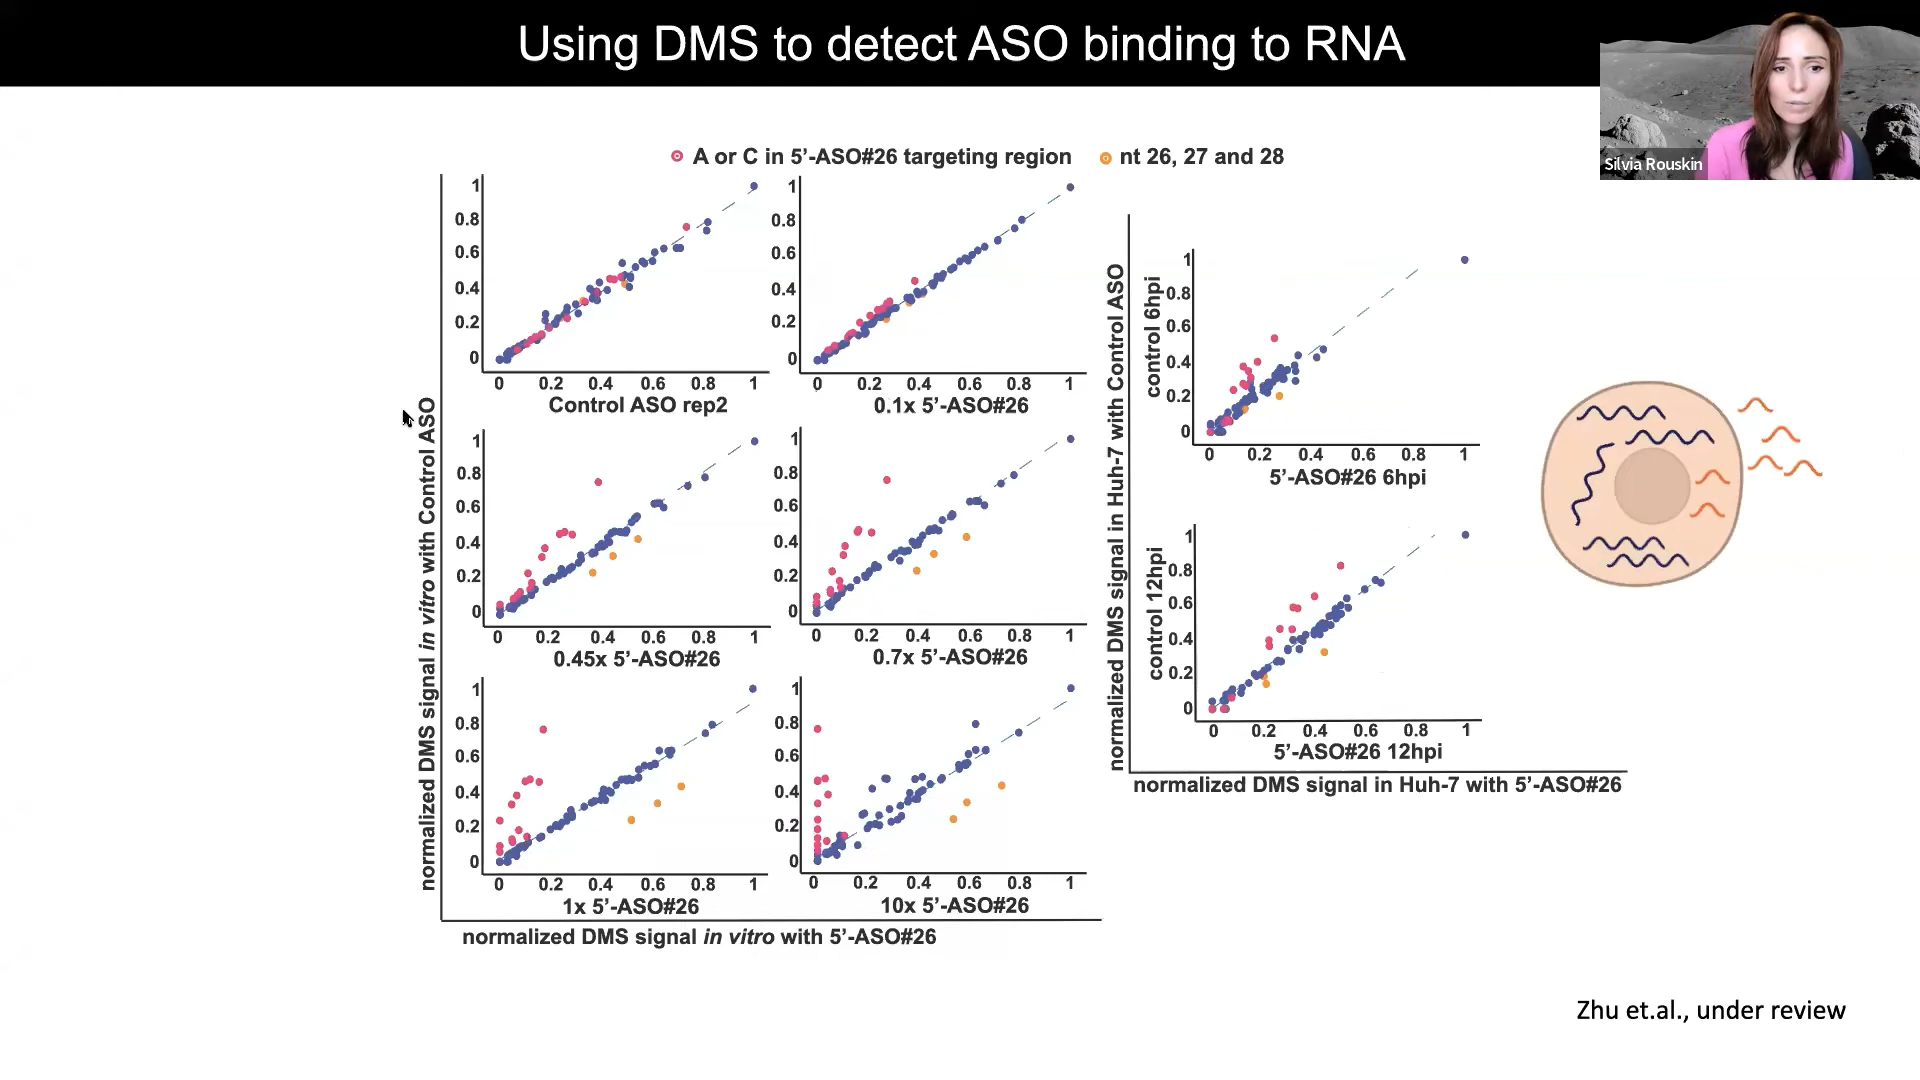 Using DMS to detect ASO binding to RNA
Silvia Rouskin
A or C in 5’-ASO#26 targeting region
nt 26, 27 and 28
normalized DMS signal in vitro with Control ASO
1
0.8
0.6
0.4
0.2
0
0 0.2 0.4 0.6 0.8 1
Control ASO rep2
1
0.8
0.6
0.4
0.2
0
0 0.2 0.4 0.6 0.8 1
0.1x 5’-ASO#26
1
0.8
0.6
0.4
0.2
0
0 0.2 0.4 0.6 0.8 1
0.45x 5’-ASO#26
1
0.8
0.6
0.4
0.2
0
0 0.2 0.4 0.6 0.8 1
0.7x 5’-ASO#26
1
0.8
0.6
0.4
0.2
0
0 0.2 0.4 0.6 0.8 1
1x 5’-ASO#26
1
0.8
0.6
0.4
0.2
0
0 0.2 0.4 0.6 0.8 1
10x 5’-ASO#26
normalized DMS signal in vitro with 5’-ASO#26
normalized DMS signal in Huh-7 with Control ASO
control 6hpi
1
0.8
0.6
0.4
0.2
0
0 0.2 0.4 0.6 0.8 1
5’-ASO#26 6hpi
control 12hpi
1
0.8
0.6
0.4
0.2
0
0 0.2 0.4 0.6 0.8 1
5’-ASO#26 12hpi
normalized DMS signal in Huh-7 with 5’-ASO#26
Zhu et.al., under review